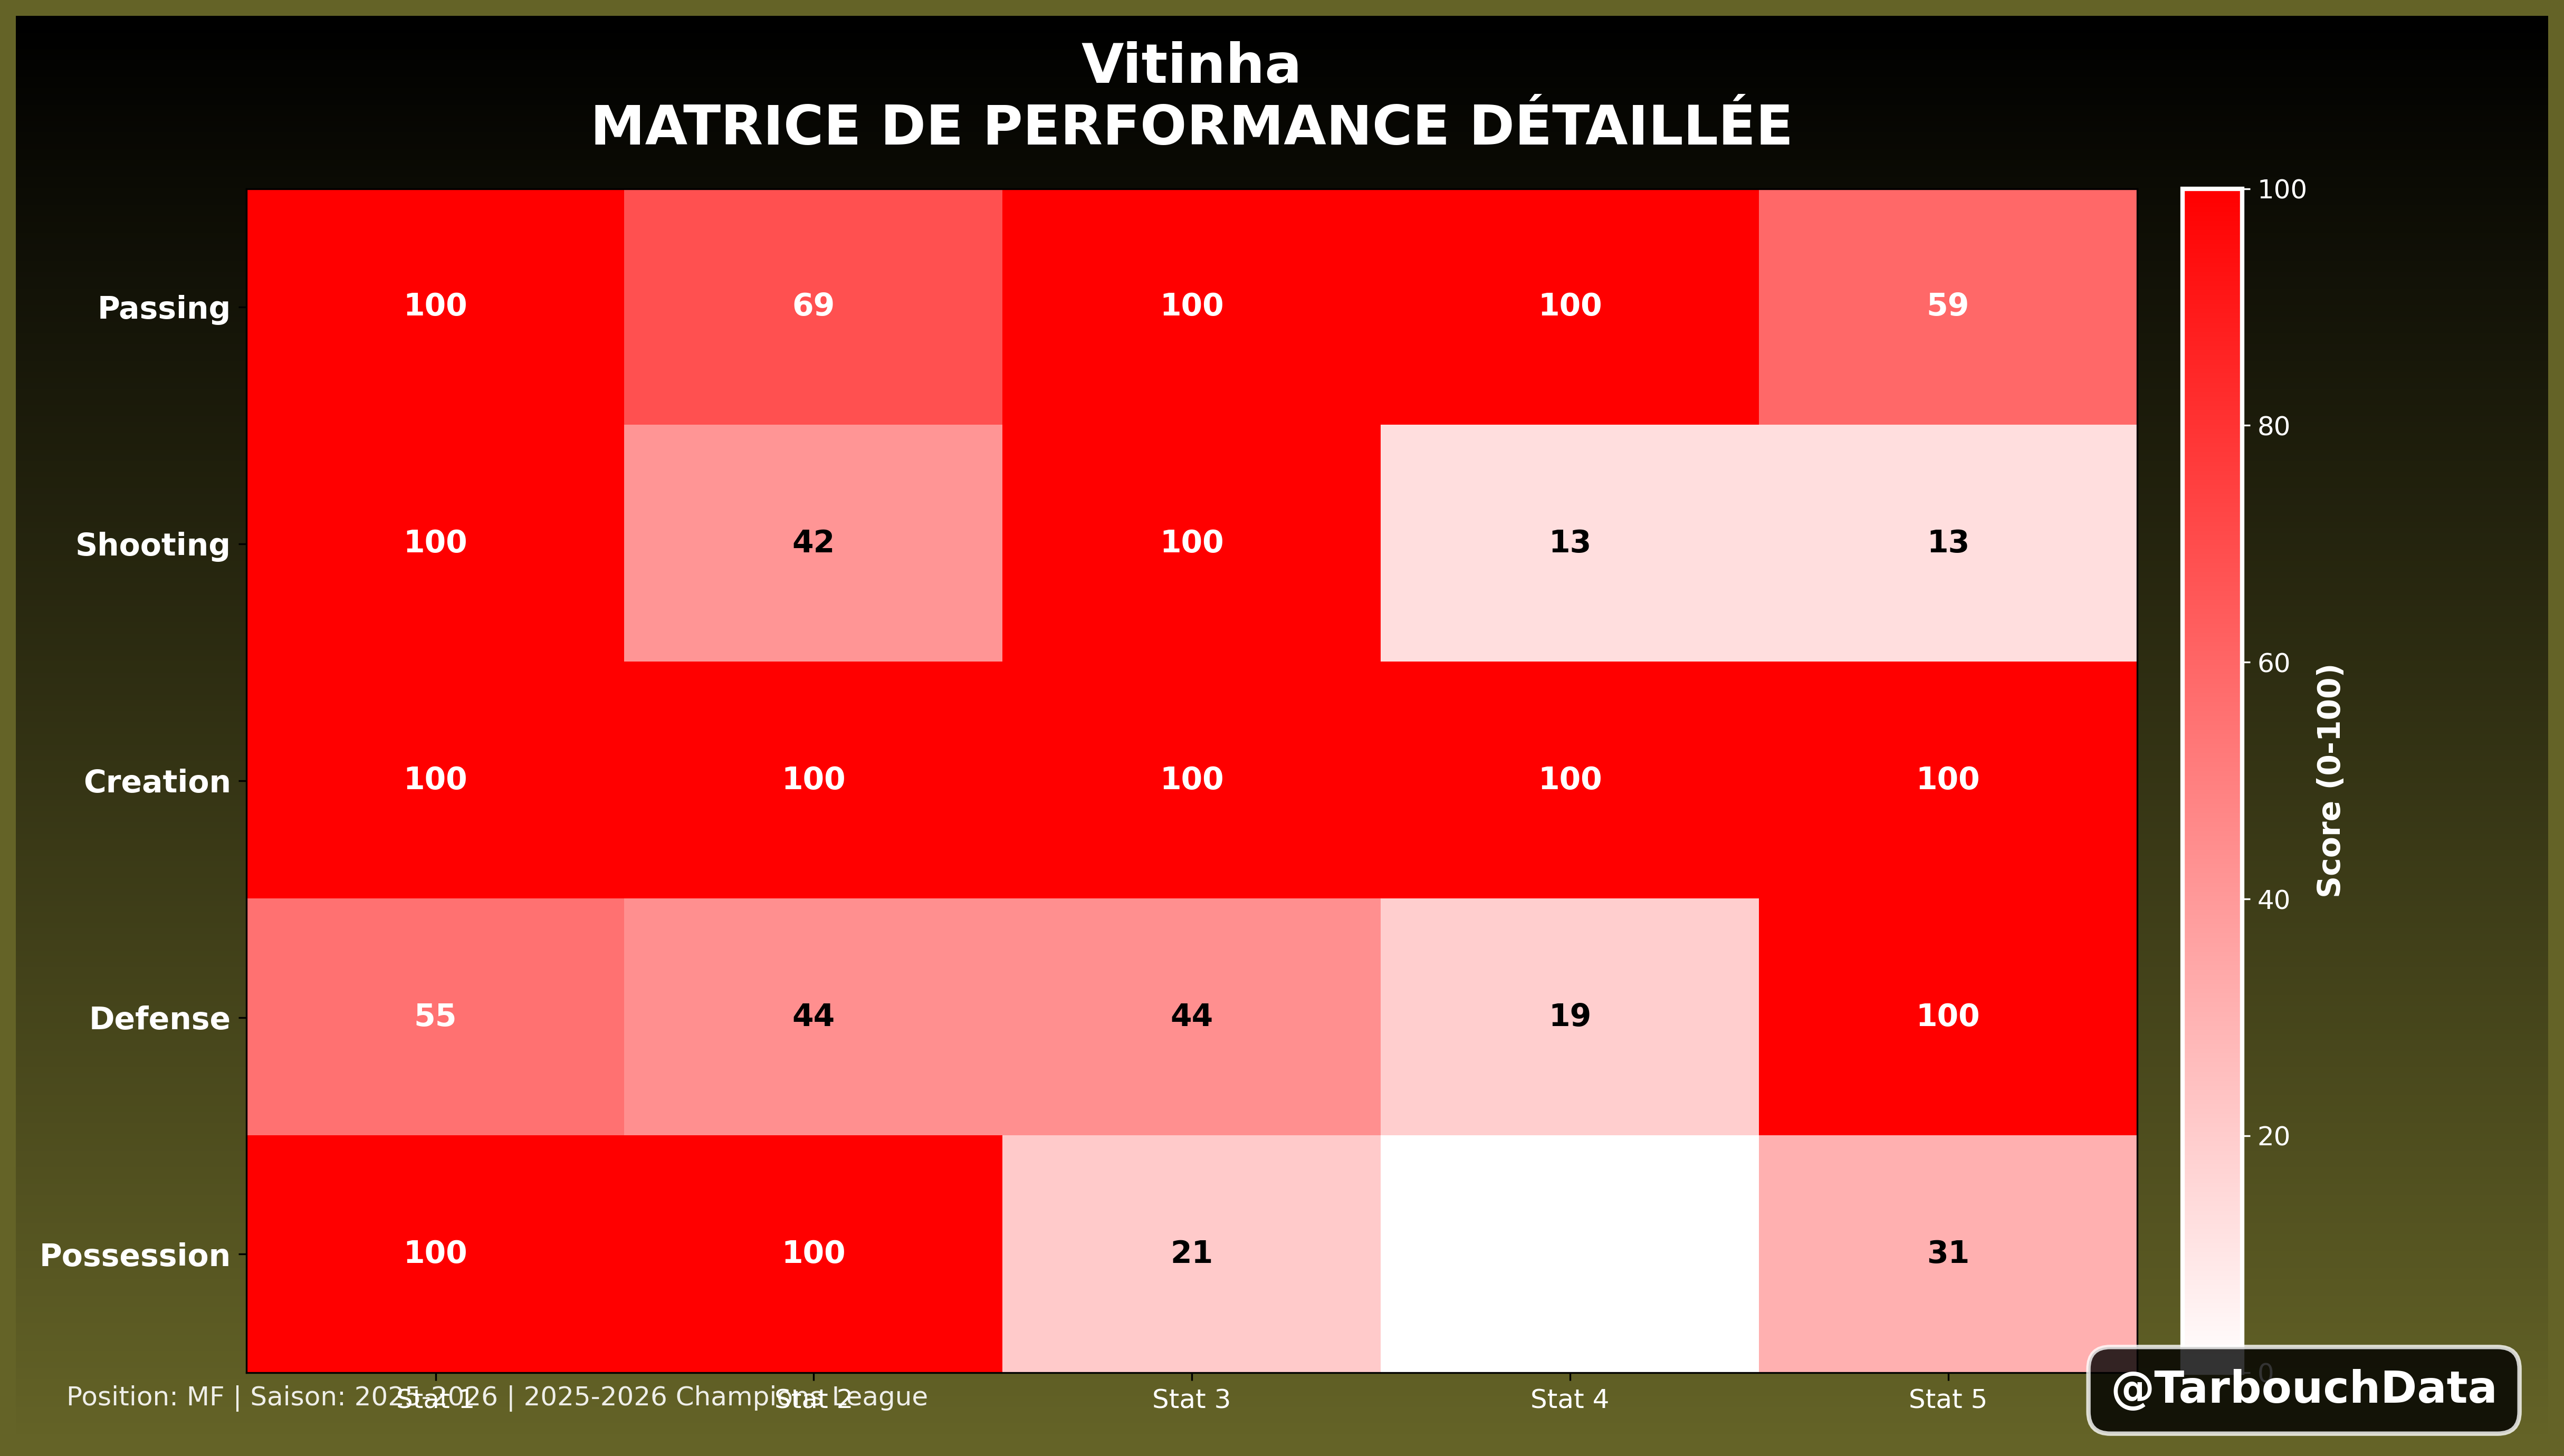 Vitinha
MATRICE DE PERFORMANCE DÉTAILLÉE
Passing 100 69 100 100 59
Shooting 100 42 100 13 13
Creation 100 100 100 100 100
Defense 55 44 44 19 100
Possession 100 100 21 31
Stat 1 Stat 2 Stat 3 Stat 4 Stat 5
100
80
60
40
20
0
Score (0-100)
Position: MF | Saison: 2025-2026 | 2025-2026 Champions League
@TarbouchData